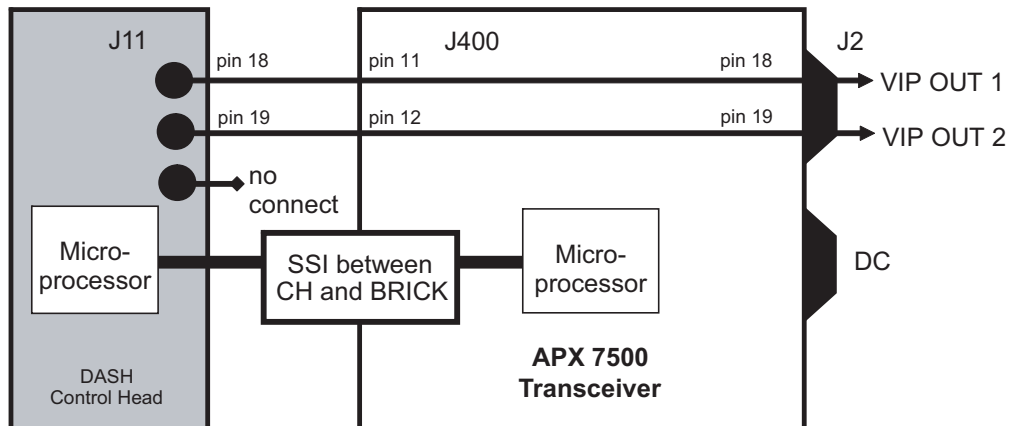 J11
J400
J2
pin 18
pin 11
pin 18
VIP OUT 1
pin 19
pin 12
pin 19
VIP OUT 2
no
connect
Micro-
processor
SSI between
CH and BRICK
Micro-
processor
DC
DASH
Control Head
APX 7500
Transceiver